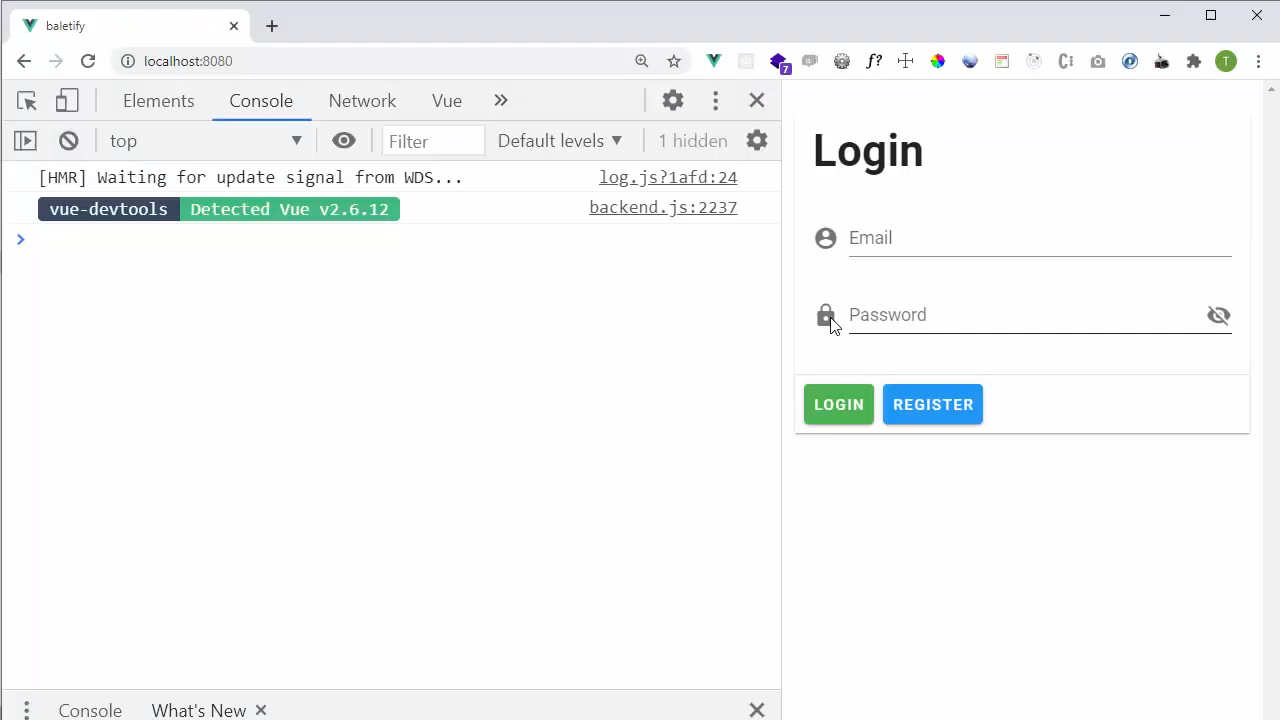 baletify
localhost:8080
7
f?
T
Elements Console Network Vue
top Filter Default levels 1 hidden
[HMR] Waiting for update signal from WDS... log.js?1afd:24
vue-devtools Detected Vue v2.6.12 backend.js:2237
Console What's New
Login
Email
Password
LOGIN REGISTER